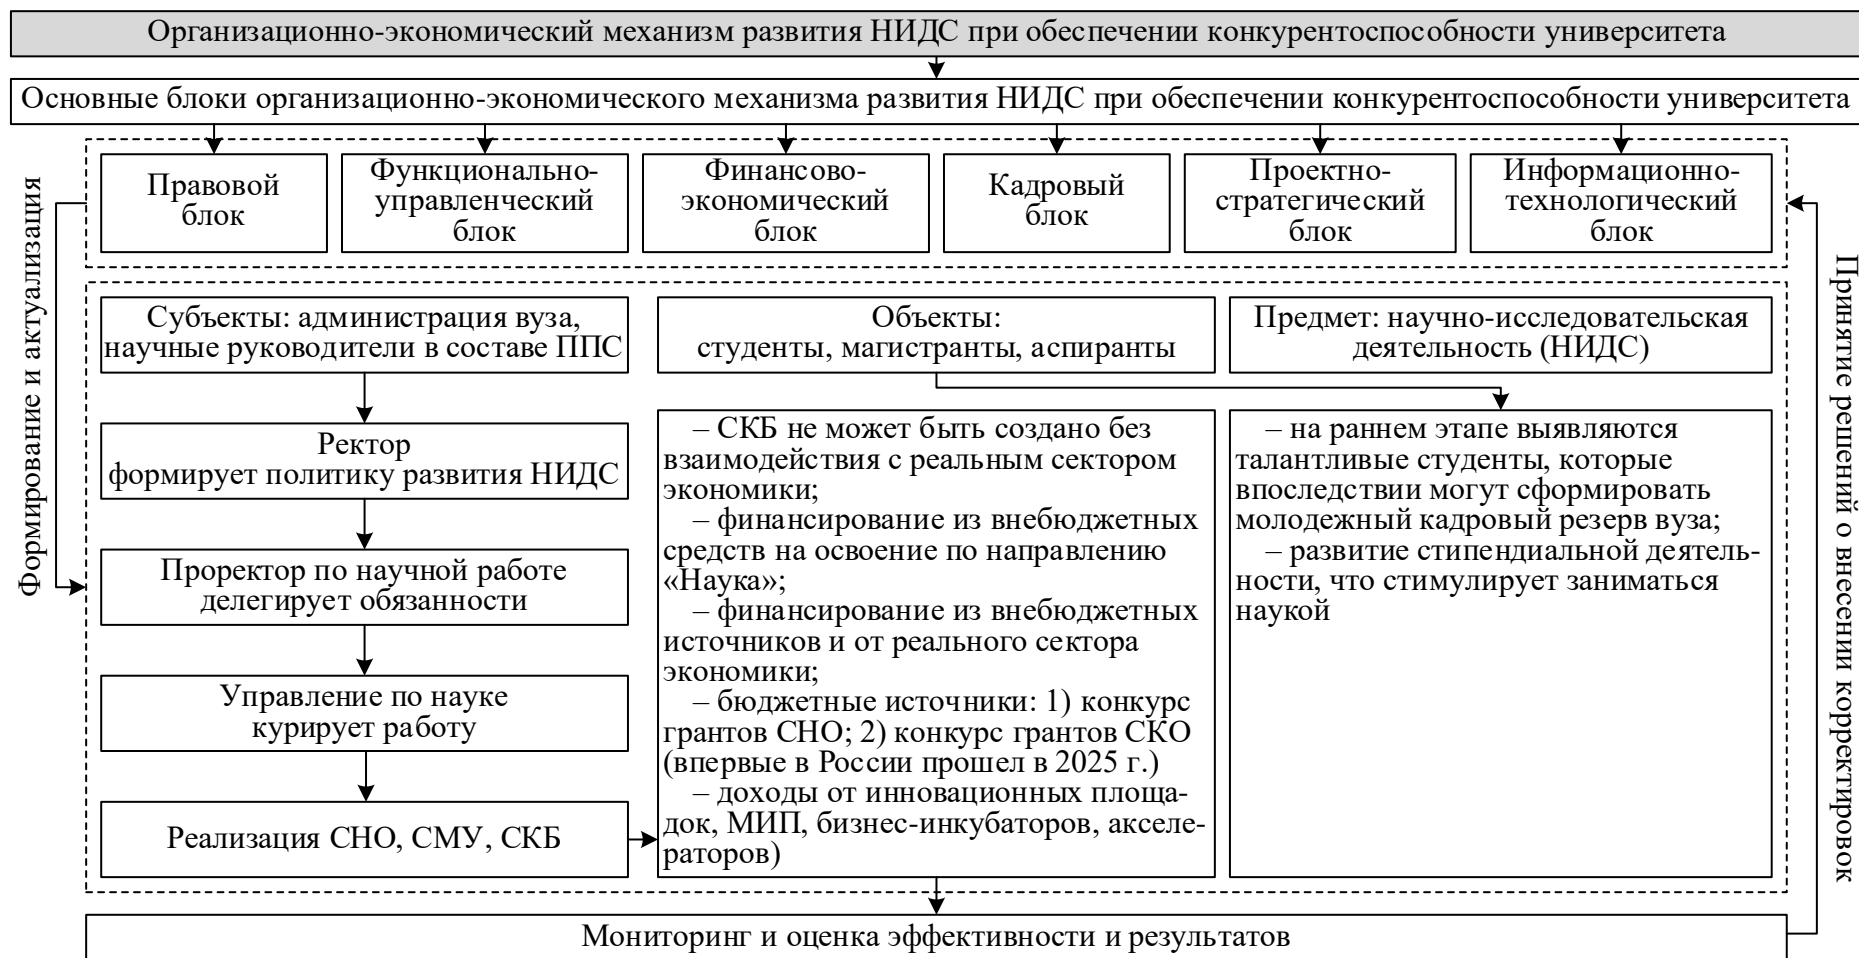 Организационно-экономический механизм развития НИДС при обеспечении конкурентоспособности университета
Основные блоки организационно-экономического механизма развития НИДС при обеспечении конкурентоспособности университета
Правовой
блок
Функционально-
управленческий
блок
Финансово-
экономический
блок
Кадровый
блок
Проектно-
стратегический
блок
Информационно-
технологический
блок
Формирование и актуализация
Субъекты: администрация вуза,
научные руководители в составе ППС
Ректор
формирует политику развития НИДС
Проректор по научной работе
делегирует обязанности
Управление по науке
курирует работу
Реализация СНО, СМУ, СКБ
Объекты:
студенты, магистранты, аспиранты
– СКБ не может быть создано без
взаимодействия с реальным сектором
экономики;
– финансирование из внебюджетных
средств на освоение по направлению
«Наука»;
– финансирование из внебюджетных
источников и от реального сектора
экономики;
– бюджетные источники: 1) конкурс
грантов СНО; 2) конкурс грантов СКО
(впервые в России прошел в 2025 г.)
– доходы от инновационных площа-
док, МИП, бизнес-инкубаторов, акселе-
раторов)
Предмет: научно-исследовательская
деятельность (НИДС)
– на раннем этапе выявляются
талантливые студенты, которые
впоследствии могут сформировать
молодежный кадровый резерв вуза;
– развитие стипендиальной деятель-
ности, что стимулирует заниматься
наукой
Принятие решений о внесении корректировок
Мониторинг и оценка эффективности и результатов